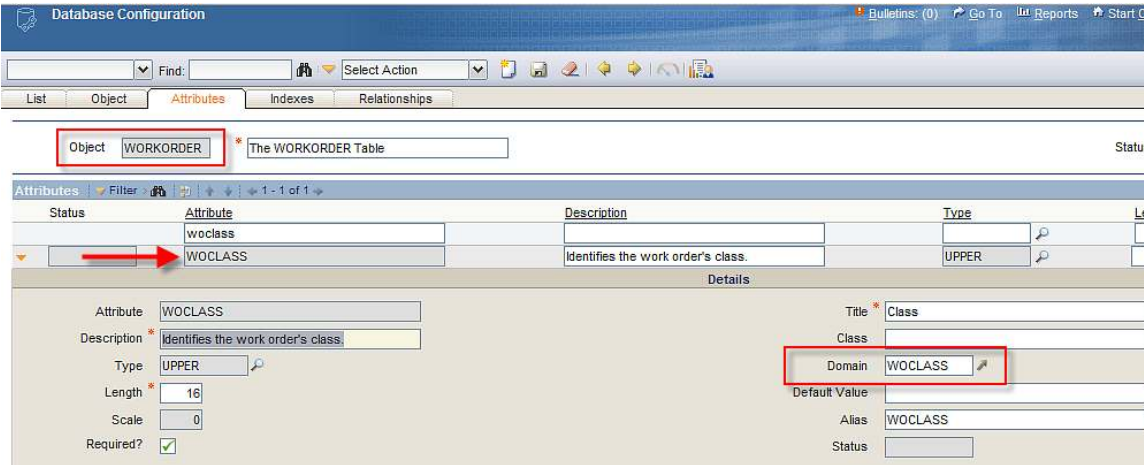 Database Configuration
Bulletins: (0) Go To Reports Start C
Find: Select Action
List Object Attributes Indexes Relationships
Object WORKORDER * The WORKORDER Table Statu
Attributes Filter 1 - 1 of 1
Status Attribute Description Type Le
woclass
WOCLASS Identifies the work order's class. UPPER
Details
Attribute WOCLASS Title * Class
Description * Identifies the work order's class. Class
Type UPPER Domain WOCLASS
Length * 16 Default Value
Scale 0 Alias WOCLASS
Required? Status